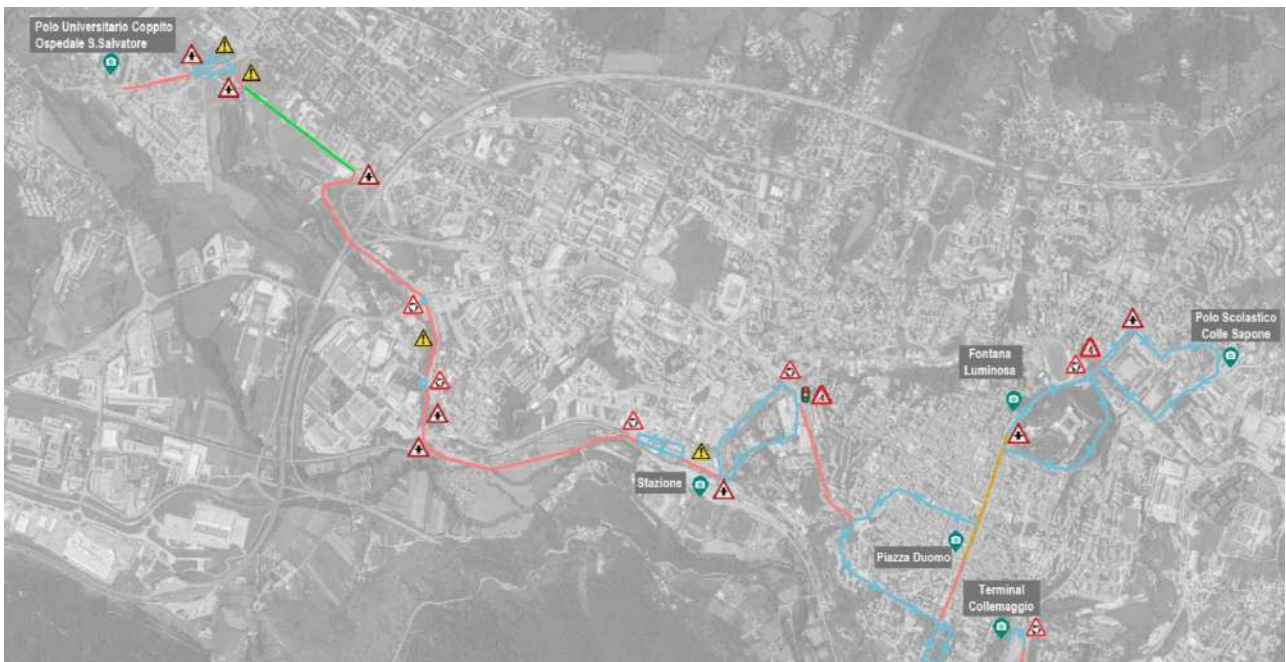 Polo Universitario Coppito
Ospedale S.Salvatore
Polo Scolastico
Colle Sapone
Fontana
Luminosa
Stazione
Piazza Duomo
Terminal
Collemaggio